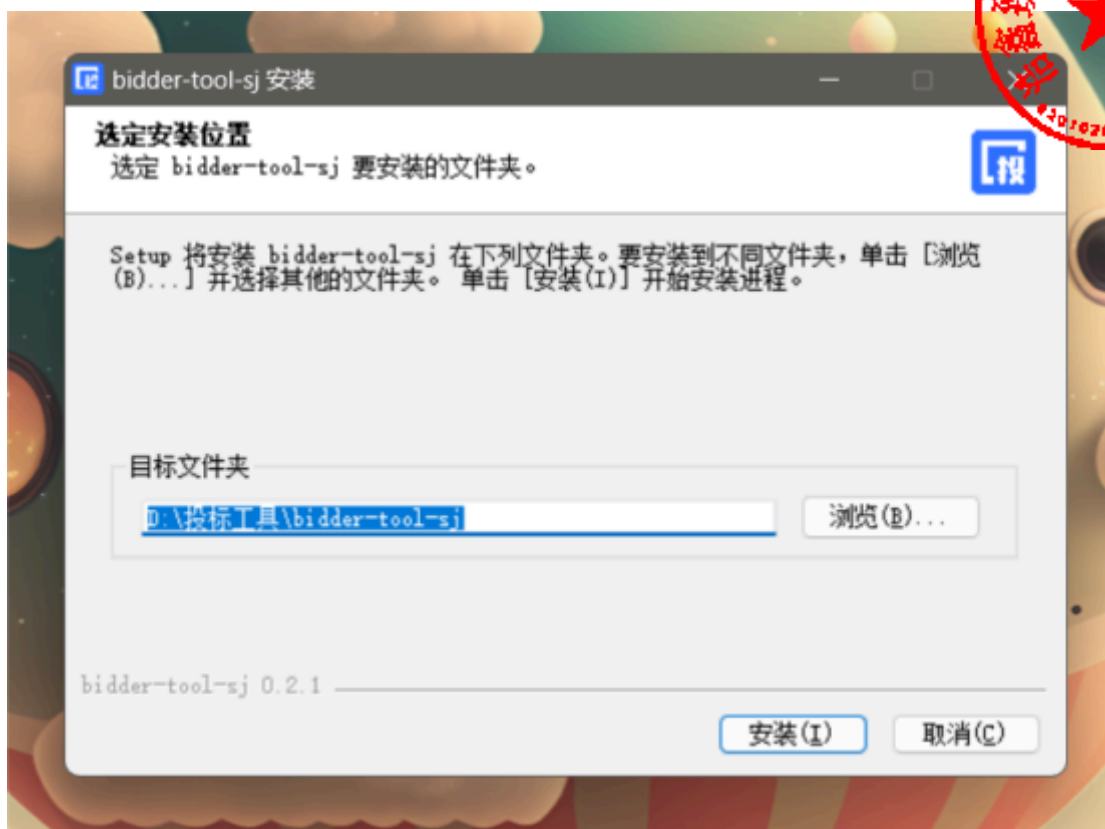 bidder-tool-sj 安装
选定安装位置
选定 bidder-tool-sj 要安装的文件夹。
投
Setup 将安装 bidder-tool-sj 在下列文件夹。要安装到不同文件夹，单击 [浏览
(B)...] 并选择其他的文件夹。 单击 [安装(I)] 开始安装进程。
目标文件夹
D:\投标工具\bidder-tool-sj
浏览(B)...
bidder-tool-sj 0.2.1
安装(I)
取消(C)